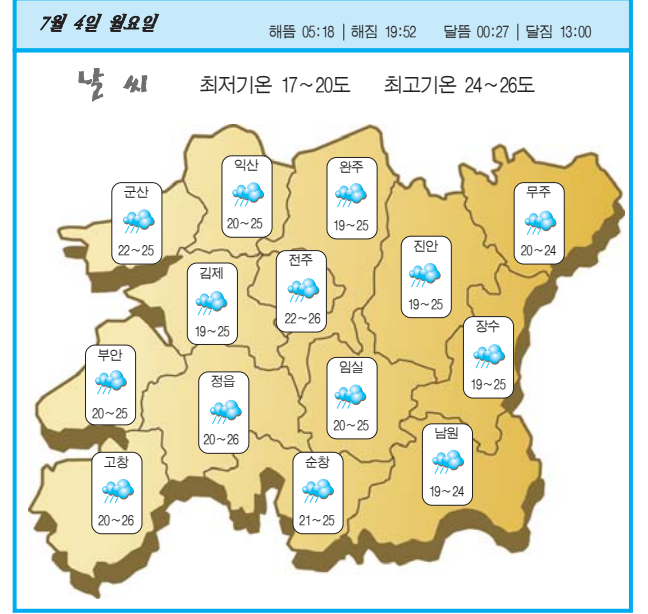 7월 4일 월요일
해뜸 05:18 | 해짐 19:52 달뜸 00:27 | 달짐 13:00
날씨 최저기온 17~20도 최고기온 24~26도
군산
22~25
익산
20~25
완주
19~25
무주
20~24
김제
19~25
전주
22~26
진안
19~25
장수
19~25
부안
20~25
정읍
20~26
임실
20~25
남원
19~24
고창
20~26
순창
21~25